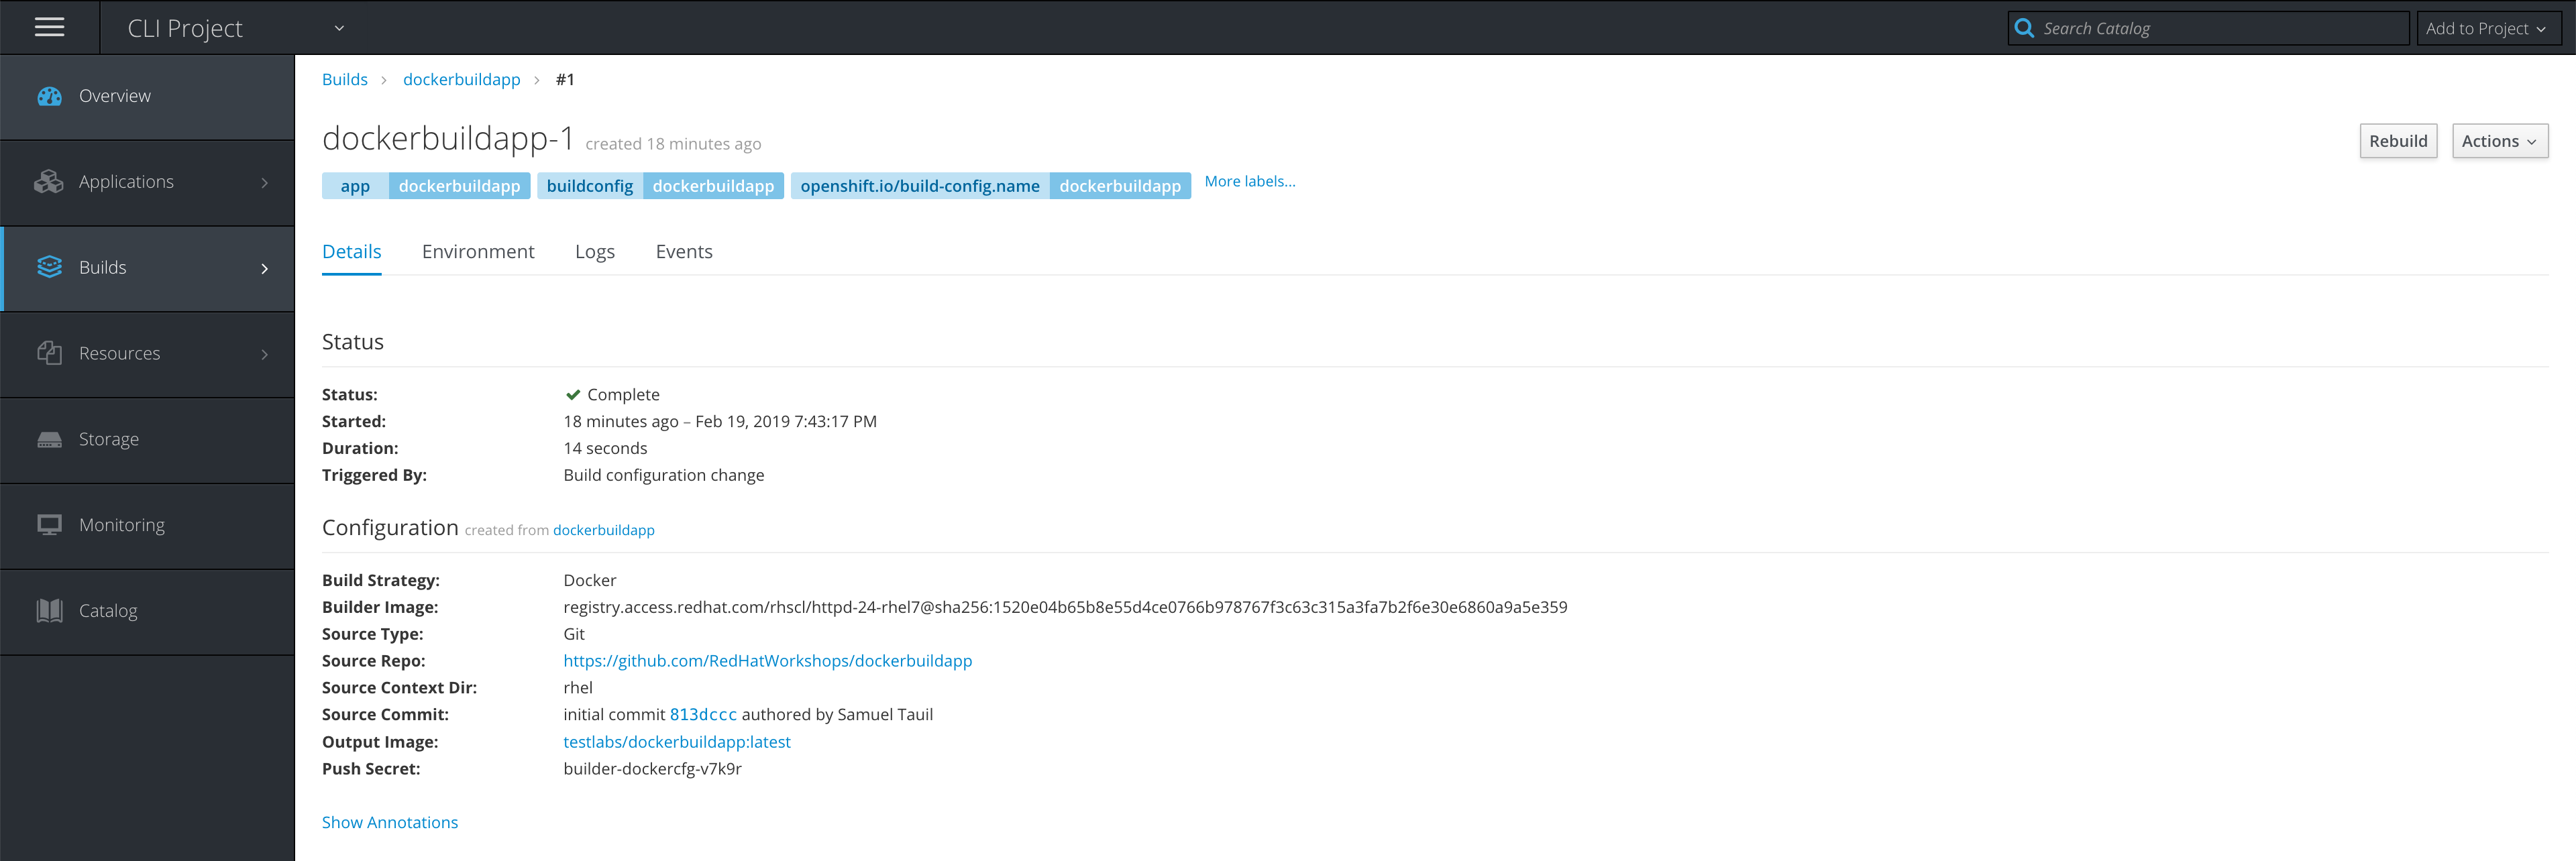 CLI Project
Search Catalog
Add to Project
Overview
Applications
Builds
Resources
Storage
Monitoring
Catalog
Builds > dockerbuildapp > #1
dockerbuildapp-1 created 18 minutes ago
Rebuild
Actions
app dockerbuildapp buildconfig dockerbuildapp openshift.io/build-config.name dockerbuildapp More labels...
Details Environment Logs Events
Status
Status: Complete
Started: 18 minutes ago – Feb 19, 2019 7:43:17 PM
Duration: 14 seconds
Triggered By: Build configuration change
Configuration created from dockerbuildapp
Build Strategy: Docker
Builder Image: registry.access.redhat.com/rhscl/httpd-24-rhel7@sha256:1520e04b65b8e55d4ce0766b978767f3c63c315a3fa7b2f6e30e6860a9a5e359
Source Type: Git
Source Repo: https://github.com/RedHatWorkshops/dockerbuildapp
Source Context Dir: rhel
Source Commit: initial commit 813dccc authored by Samuel Tauil
Output Image: testlabs/dockerbuildapp:latest
Push Secret: builder-dockercfg-v7k9r
Show Annotations